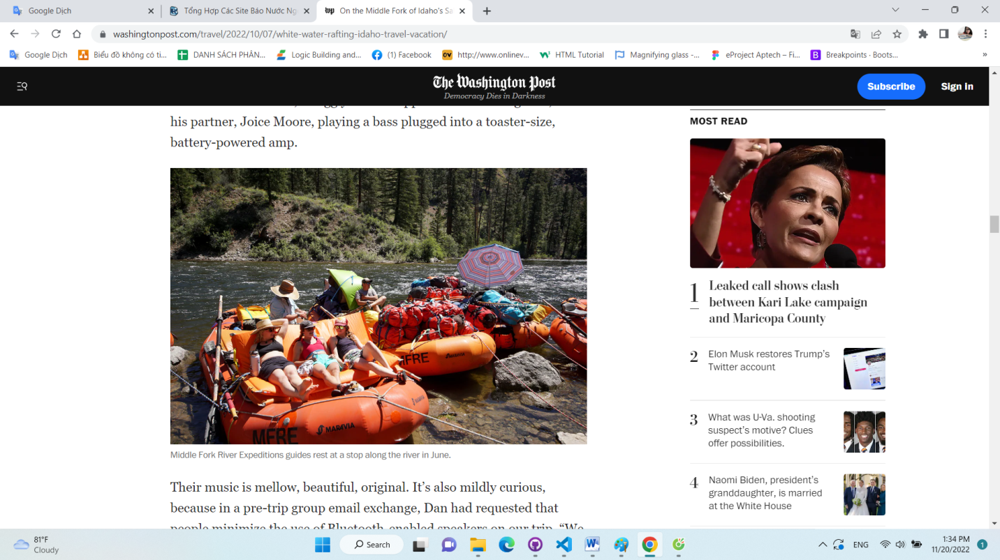 Google Dịch
Tổng Hợp Các Site Báo Nước Ng
On the Middle Fork of Idaho's Sa
washingtonpost.com/travel/2022/10/07/white-water-rafting-idaho-travel-vacation/
Google Dịch
Biểu đồ không có ti...
DANH SÁCH PHÂN...
Logic Building and...
(1) Facebook
http://www.onlinev...
HTML Tutorial
Magnifying glass -...
eProject Aptech – Fi...
Breakpoints · Boots...
»
The Washington Post
Democracy Dies in Darkness
Subscribe
Sign in
his partner, Joice Moore, playing a bass plugged into a toaster-size,
battery-powered amp.
MFRE
MARAVIA
MFRE
MARAVIA
Middle Fork River Expeditions guides rest at a stop along the river in June.
Their music is mellow, beautiful, original. It’s also mildly curious,
because in a pre-trip group email exchange, Dan had requested that
people minimize the use of Bluetooth-enabled speakers on our trip. “We
MOST READ
1
Leaked call shows clash
between Kari Lake campaign
and Maricopa County
2
Elon Musk restores Trump’s
Twitter account
3
What was U-Va. shooting
suspect’s motive? Clues
offer possibilities.
4
Naomi Biden, president’s
granddaughter, is married
at the White House
81°F
Cloudy
Search
ENG
1:34 PM
11/20/2022
1